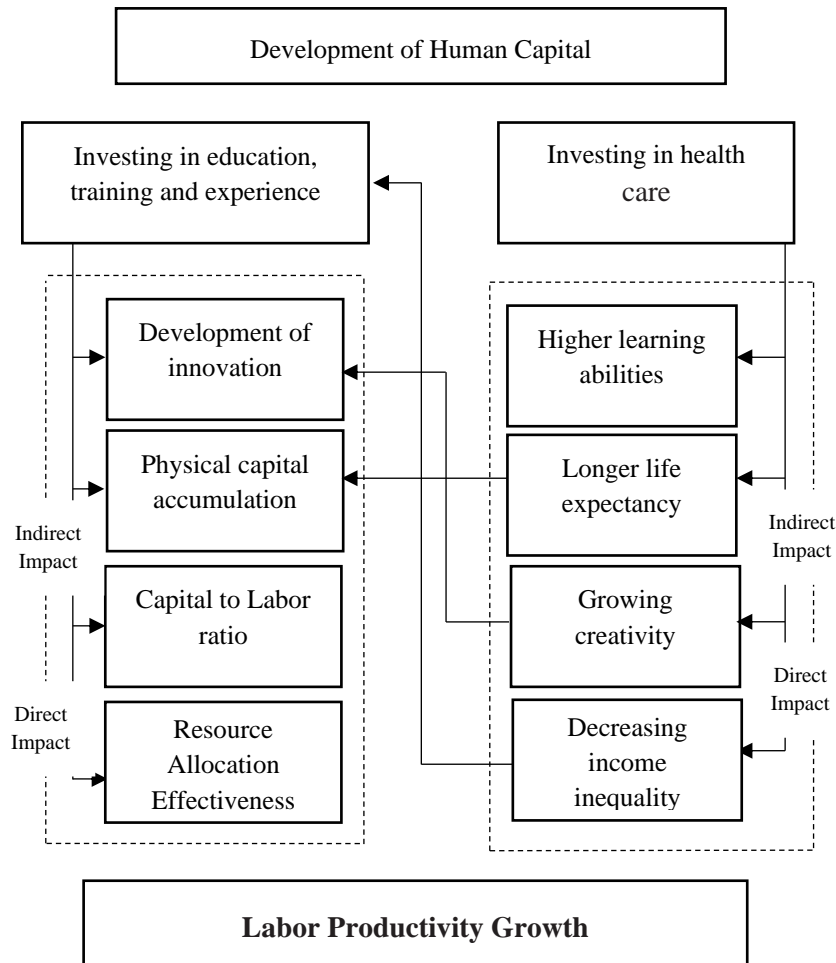 Development of Human Capital
Investing in education,
training and experience
Investing in health
care
Development of
innovation
Physical capital
accumulation
Indirect
Impact
Capital to Labor
ratio
Direct
Impact
Resource
Allocation
Effectiveness
Higher learning
abilities
Longer life
expectancy
Indirect
Impact
Growing
creativity
Direct
Impact
Decreasing
income
inequality
Labor Productivity Growth